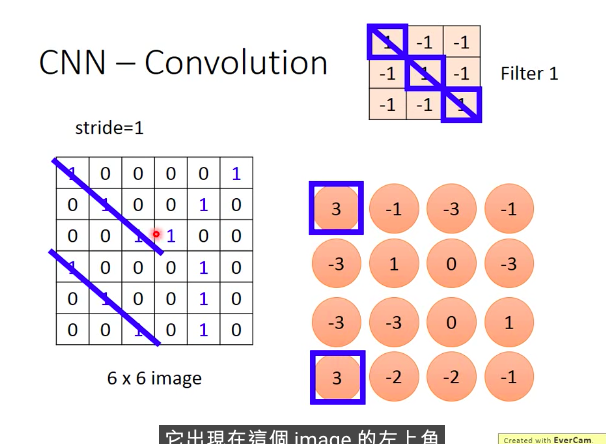 CNN – Convolution
1 -1 -1
-1 1 -1
-1 -1 1
Filter 1
stride=1
1 0 0 0 0 1
0 1 0 0 1 0
0 0 1 1 0 0
1 0 0 0 1 0
0 1 0 0 1 0
0 0 1 0 1 0
6 x 6 image
3 -1 -3 -1
-3 1 0 -3
-3 -3 0 1
3 -2 -2 -1
它出現在這個 image 的左上角
Created with EverCam.